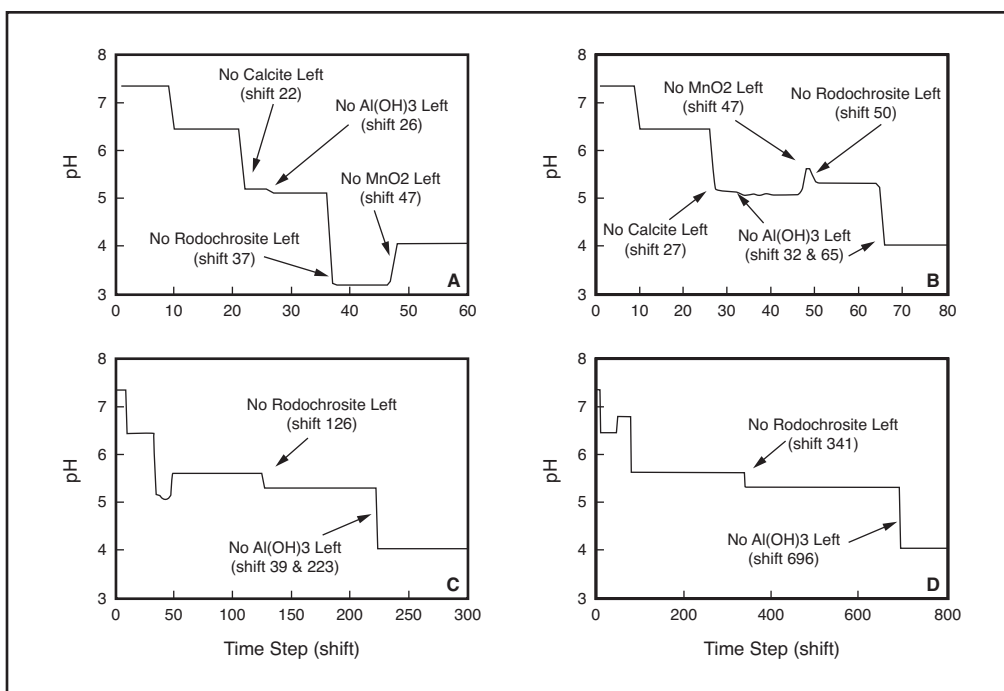 8
7
6
5
4
3
pH
0 10 20 30 40 50 60
No Calcite Left
(shift 22)
No Al(OH)3 Left
(shift 26)
No MnO2 Left
(shift 47)
No Rodochrosite Left
(shift 37)
A
8
7
6
5
4
3
pH
0 10 20 30 40 50 60 70 80
No MnO2 Left
(shift 47)
No Rodochrosite Left
(shift 50)
No Calcite Left
(shift 27)
No Al(OH)3 Left
(shift 32 & 65)
B
8
7
6
5
4
3
pH
0 50 100 150 200 250 300
No Rodochrosite Left
(shift 126)
No Al(OH)3 Left
(shift 39 & 223)
C
Time Step (shift)
8
7
6
5
4
3
pH
0 200 400 600 800
No Rodochrosite Left
(shift 341)
No Al(OH)3 Left
(shift 696)
D
Time Step (shift)